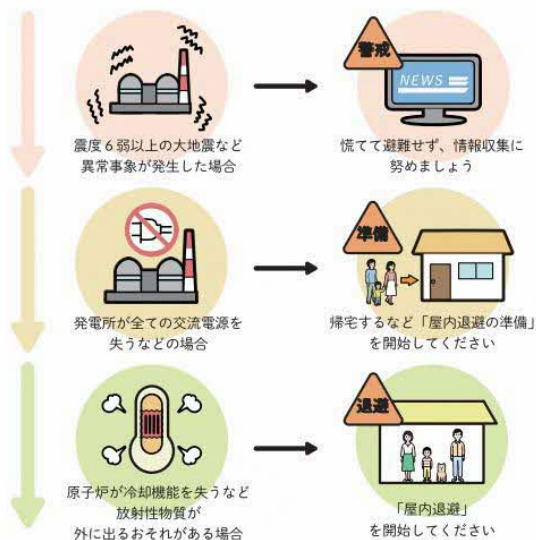 警戒
NEWS
震度6弱以上の大地震など
異常事象が発生した場合
慌てて避難せず、情報収集に
努めましょう
準備
発電所が全ての交流電源を
失うなどの場合
帰宅するなど「屋内退避の準備」
を開始してください
退避
原子炉が冷却機能を失うなど
放射性物質が
外に出るおそれがある場合
「屋内退避」
を開始してください